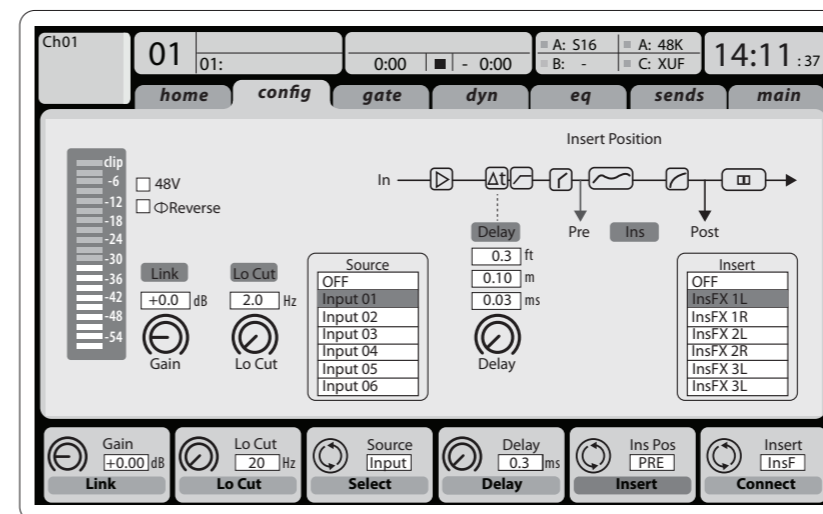 Ch01
01
01:
0:00 - 0:00
A: S16
B: -
A: 48K
C: XUF
14:11 :37
home config gate dyn eq sends main
clip
-6
-12
-18
-24
-30
-36
-42
-48
-54
48V
ΦReverse
Link
+0.0 dB
Gain
Lo Cut
2.0 Hz
Lo Cut
Source
OFF
Input 01
Input 02
Input 03
Input 04
Input 05
Input 06
Insert Position
In
Δt
Delay
0.3 ft
0.10 m
0.03 ms
Delay
Pre Ins Post
Insert
OFF
InsFX 1L
InsFX 1R
InsFX 2L
InsFX 2R
InsFX 3L
InsFX 3L
Gain
+0.00 dB
Link
Lo Cut
20 Hz
Lo Cut
Source
Input
Select
Delay
0.3 ms
Delay
Ins Pos
PRE
Insert
Insert
InsF
Connect